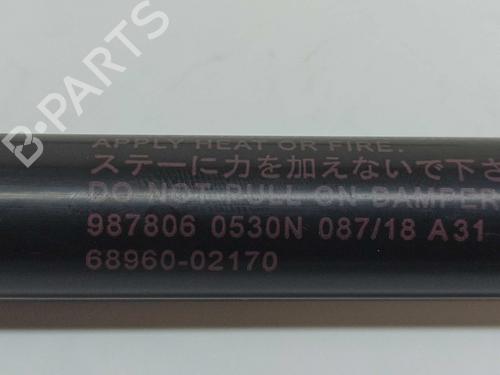 APPLY HEAT OR FIRE.
ステーに力を加えないで下さ
DO NOT PULL ON DAMPER
987806 0530N 087/18 A31
68960-02170
B-PARTS